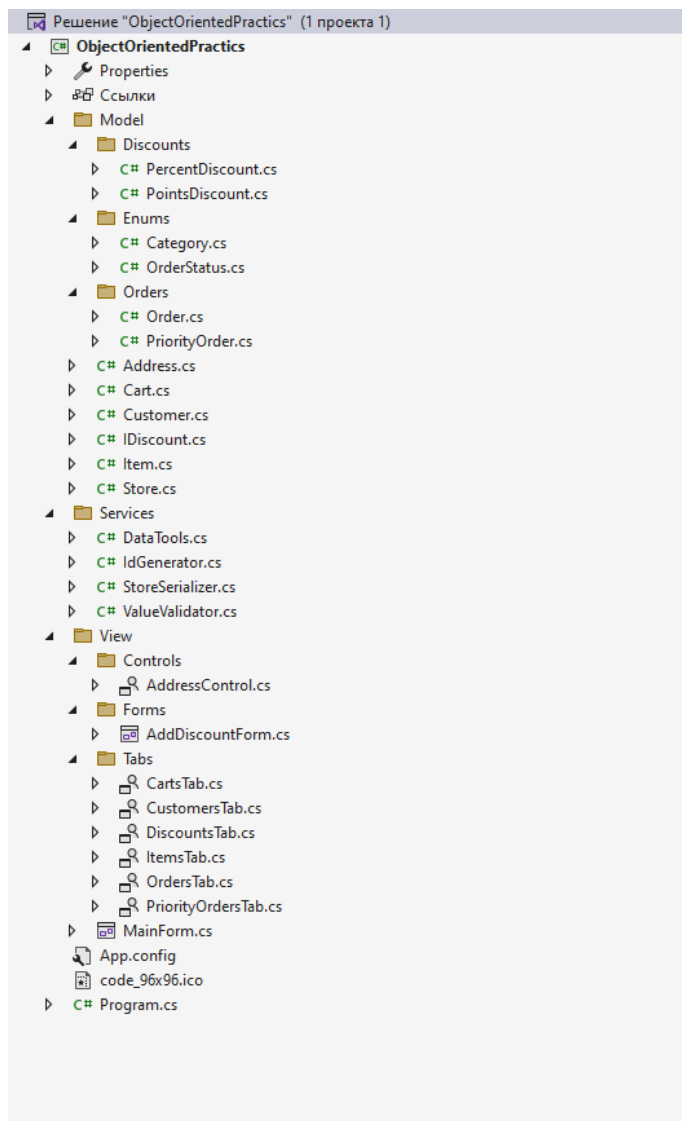 Решение "ObjectOrientedPractics" (1 проекта 1)
C# ObjectOrientedPractics
Properties
Ссылки
Model
Discounts
C# PercentDiscount.cs
C# PointsDiscount.cs
Enums
C# Category.cs
C# OrderStatus.cs
Orders
C# Order.cs
C# PriorityOrder.cs
C# Address.cs
C# Cart.cs
C# Customer.cs
C# IDiscount.cs
C# Item.cs
C# Store.cs
Services
C# DataTools.cs
C# IdGenerator.cs
C# StoreSerializer.cs
C# ValueValidator.cs
View
Controls
AddressControl.cs
Forms
AddDiscountForm.cs
Tabs
CartsTab.cs
CustomersTab.cs
DiscountsTab.cs
ItemsTab.cs
OrdersTab.cs
PriorityOrdersTab.cs
MainForm.cs
App.config
code_96x96.ico
C# Program.cs